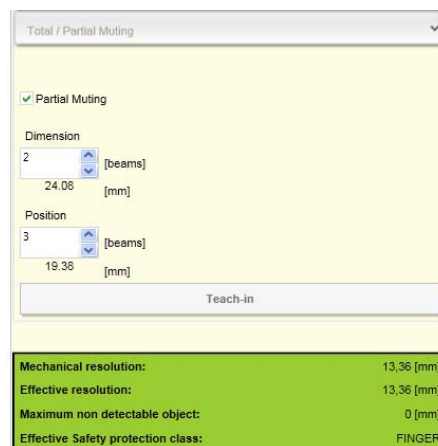 Total / Partial Muting
Partial Muting
Dimension
2 [beams]
24.08 [mm]
Position
3 [beams]
19.38 [mm]
Teach-in
Mechanical resolution: 13,36 [mm]
Effective resolution: 13,36 [mm]
Maximum non detectable object: 0 [mm]
Effective Safety protection class: FINGER